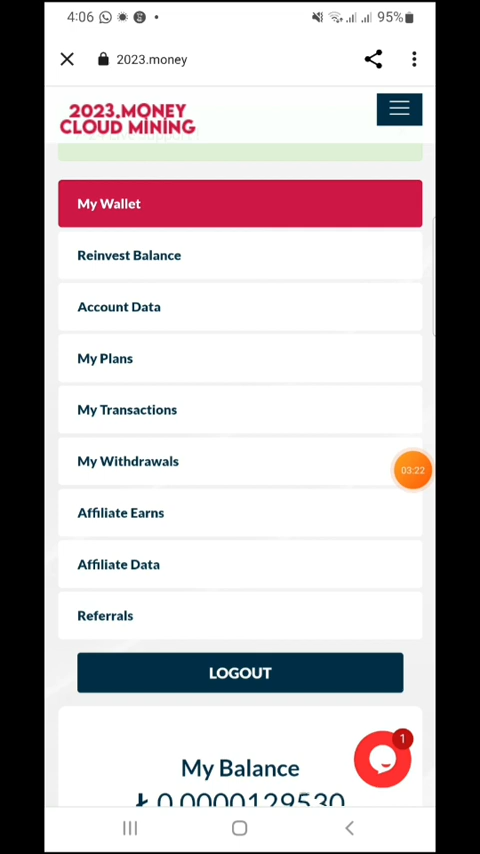 4:06
95%
2023.money
2023.MONEY
CLOUD MINING
My Wallet
Reinvest Balance
Account Data
My Plans
My Transactions
My Withdrawals
03:22
Affiliate Earns
Affiliate Data
Referrals
LOGOUT
1
My Balance
Ł 0.0000129530